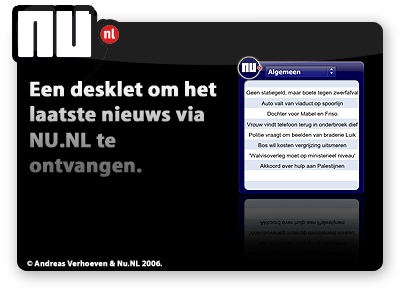 nu
nl
Een desklet om het
laatste nieuws via
NU.NL te
ontvangen.
nu
Algemeen
Geen statiegeld, maar boete tegen zwerfafval
Auto valt van viaduct op spoorlijn
Dochter voor Mabel en Friso
Vrouw vindt telefoon terug in onderbroek dief
Politie vraagt om beelden van braderie Luik
Bos wil kosten vergrijzing uitsmeren
'Walvisoverleg moet op ministerieel niveau'
Akkoord over hulp aan Palestijnen
© Andreas Verhoeven & Nu.NL 2006.